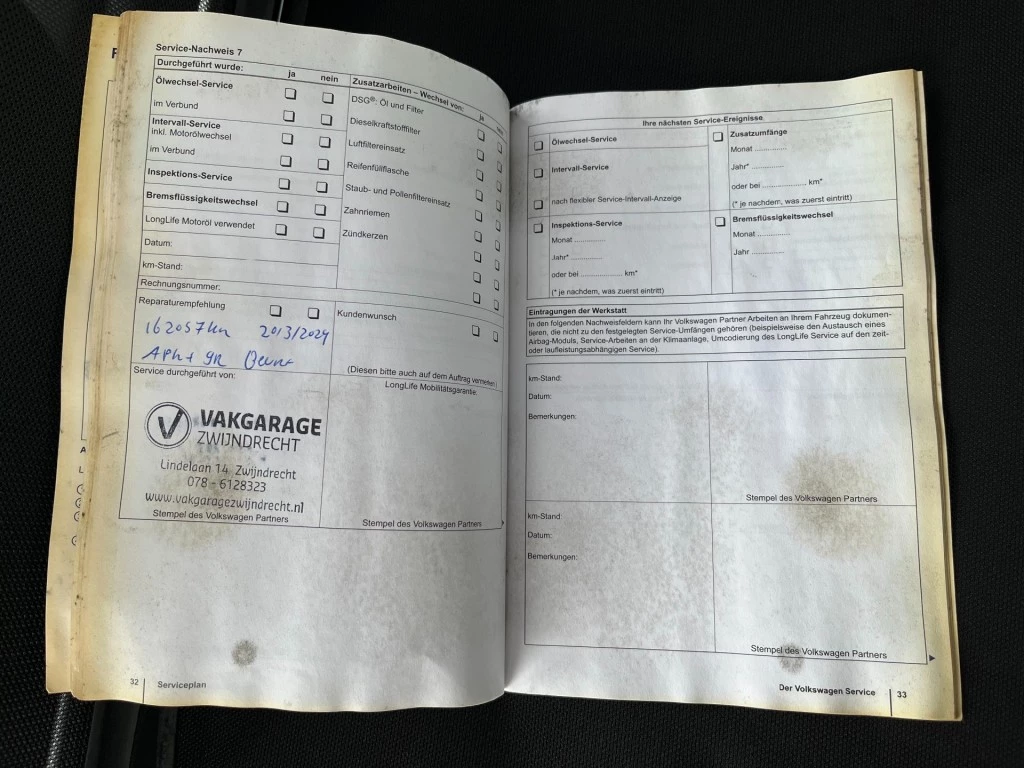 Service-Nachweis 7
Durchgeführt wurde: ja nein
Ölwechsel-Service
im Verbund
Intervall-Service
inkl. Motorölwechsel
im Verbund
Inspektions-Service
Bremsflüssigkeitswechsel
LongLife Motoröl verwendet
Datum:
km-Stand:
Rechnungsnummer:
Reparaturempfehlung
Zusatzarbeiten – Wechsel von: ja nein
DSG®- Öl und Filter
Dieselkraftstofffilter
Luftfiltereinsatz
Reifenfüllflasche
Staub- und Pollenfiltereinsatz
Zahnriemen
Zündkerzen
Kundenwunsch
(Diesen bitte auch auf dem Auftrag vermerken)
162057km 20/3/2024
APK + gr Beurt
Service durchgeführt von:
VAKGARAGE
ZWIJNDRECHT
Lindelaan 14 Zwijndrecht
078 - 6128323
www.vakgaragezwijndrecht.nl
Stempel des Volkswagen Partners
LongLife Mobilitätsgarantie:
Stempel des Volkswagen Partners
32 Serviceplan
Ihre nächsten Service-Ereignisse
Ölwechsel-Service
Intervall-Service
nach flexibler Service-Intervall-Anzeige
Inspektions-Service
Monat ..............
Jahr* ..............
oder bei .................... km*
(* je nachdem, was zuerst eintritt)
Zusatzumfänge
Monat ..............
Jahr* ..............
oder bei .................... km*
(* je nachdem, was zuerst eintritt)
Bremsflüssigkeitswechsel
Monat ..............
Jahr ..............
Eintragungen der Werkstatt
In den folgenden Nachweisfeldern kann Ihr Volkswagen Partner Arbeiten an Ihrem Fahrzeug dokumen-
tieren, die nicht zu den festgelegten Service-Umfängen gehören (beispielsweise den Austausch eines
Airbag-Moduls, Service-Arbeiten an der Klimaanlage, Umcodierung des LongLife Service auf den zeit-
oder laufleistungsabhängigen Service).
km-Stand:
Datum:
Bemerkungen:
Stempel des Volkswagen Partners
km-Stand:
Datum:
Bemerkungen:
Stempel des Volkswagen Partners
Der Volkswagen Service 33